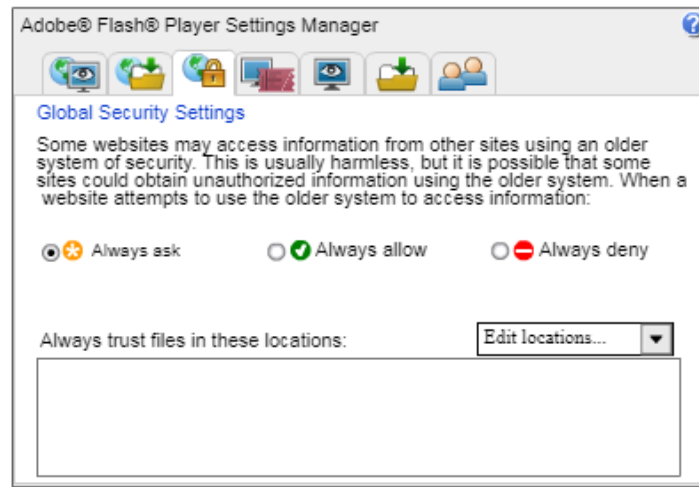 Adobe® Flash® Player Settings Manager
?
Global Security Settings
Some websites may access information from other sites using an older
system of security. This is usually harmless, but it is possible that some
sites could obtain unauthorized information using the older system. When a
website attempts to use the older system to access information:
Always ask Always allow Always deny
Always trust files in these locations: Edit locations...